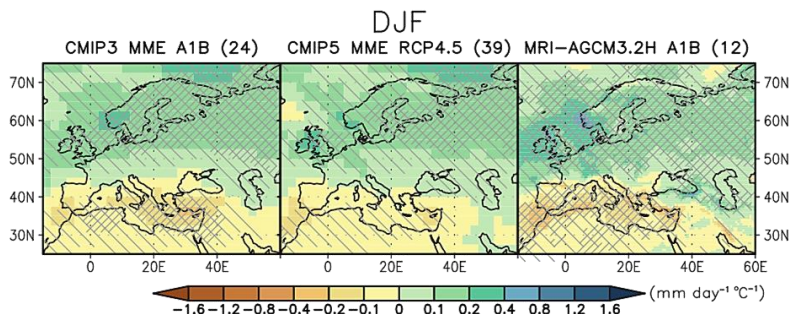 DJF
CMIP3 MME A1B (24) CMIP5 MME RCP4.5 (39) MRI-AGCM3.2H A1B (12)
70N 70N
60N 60N
50N 50N
40N 40N
30N 30N
0 20E 40E 0 20E 40E 0 20E 40E 60E
-1.6 -1.2 -0.8 -0.4 -0.2 -0.1 0 0.1 0.2 0.4 0.8 1.2 1.6 (mm day⁻¹ °C⁻¹)